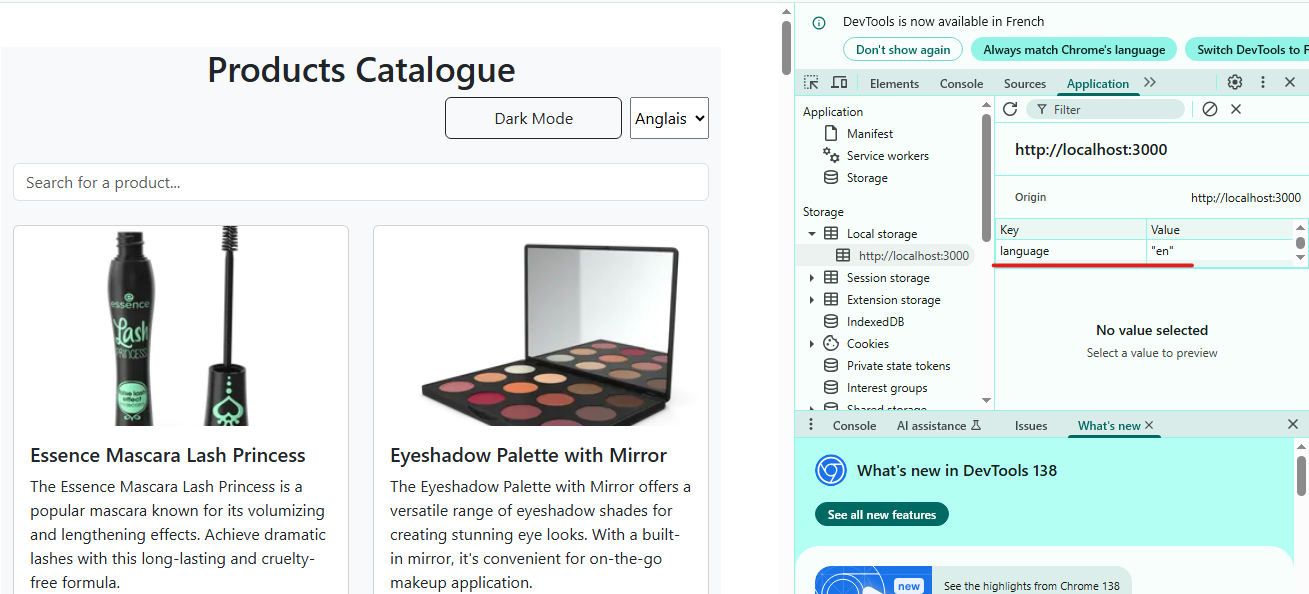 Products Catalogue
Dark Mode
Anglais
Search for a product...
essence
Lash
PRINCESS
false lash
effect
Essence Mascara Lash Princess
The Essence Mascara Lash Princess is a
popular mascara known for its volumizing
and lengthening effects. Achieve dramatic
lashes with this long-lasting and cruelty-
free formula.
Eyeshadow Palette with Mirror
The Eyeshadow Palette with Mirror offers a
versatile range of eyeshadow shades for
creating stunning eye looks. With a built-
in mirror, it's convenient for on-the-go
makeup application.
DevTools is now available in French
Don't show again
Always match Chrome's language
Switch DevTools to F
Elements
Console
Sources
Application
Application
Manifest
Service workers
Storage
Storage
Local storage
http://localhost:3000
Session storage
Extension storage
IndexedDB
Cookies
Private state tokens
Interest groups
Shared storage
Filter
http://localhost:3000
Origin http://localhost:3000
Key Value
language "en"
No value selected
Select a value to preview
Console
AI assistance
Issues
What's new
What's new in DevTools 138
See all new features
new
See the highlights from Chrome 138